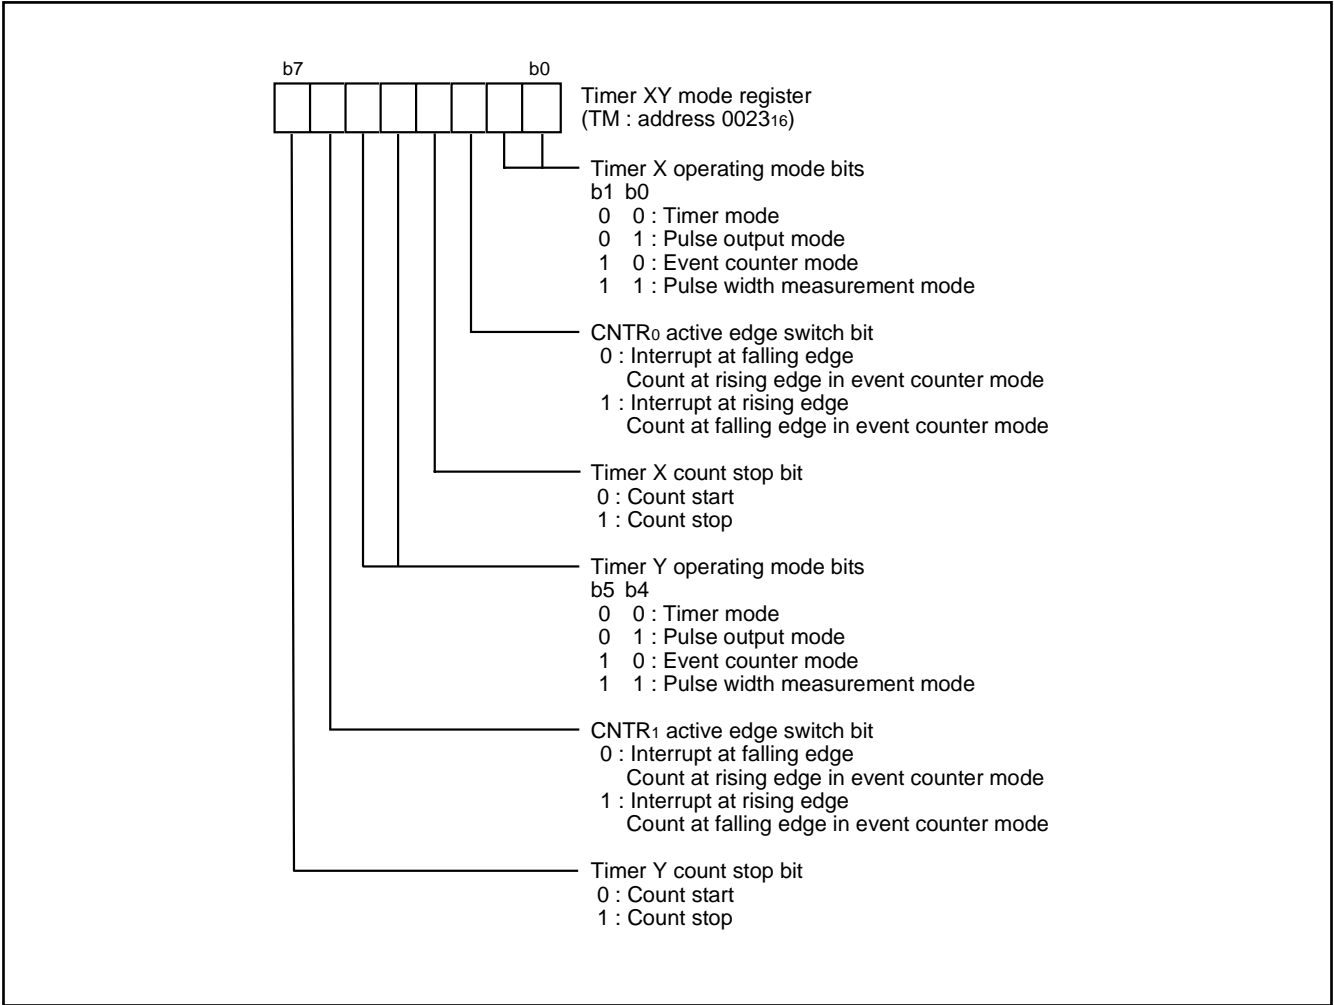 b7 b0
Timer XY mode register
(TM : address 002316)
Timer X operating mode bits
b1 b0
0 0 : Timer mode
0 1 : Pulse output mode
1 0 : Event counter mode
1 1 : Pulse width measurement mode
CNTR0 active edge switch bit
0 : Interrupt at falling edge
Count at rising edge in event counter mode
1 : Interrupt at rising edge
Count at falling edge in event counter mode
Timer X count stop bit
0 : Count start
1 : Count stop
Timer Y operating mode bits
b5 b4
0 0 : Timer mode
0 1 : Pulse output mode
1 0 : Event counter mode
1 1 : Pulse width measurement mode
CNTR1 active edge switch bit
0 : Interrupt at falling edge
Count at rising edge in event counter mode
1 : Interrupt at rising edge
Count at falling edge in event counter mode
Timer Y count stop bit
0 : Count start
1 : Count stop